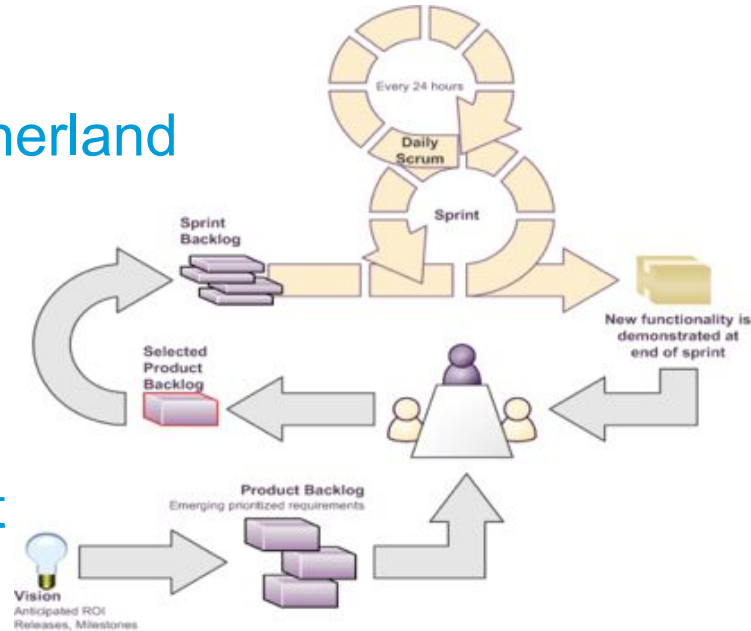 Every 24 hours
nerland
Daily
Scrum
Sprint
Sprint
Backlog
New functionality is
demonstrated at
end of sprint
Selected
Product
Backlog
t
Product Backlog
Emerging prioritized requirements
Vision
Anticipated ROI
Releases, Milestones